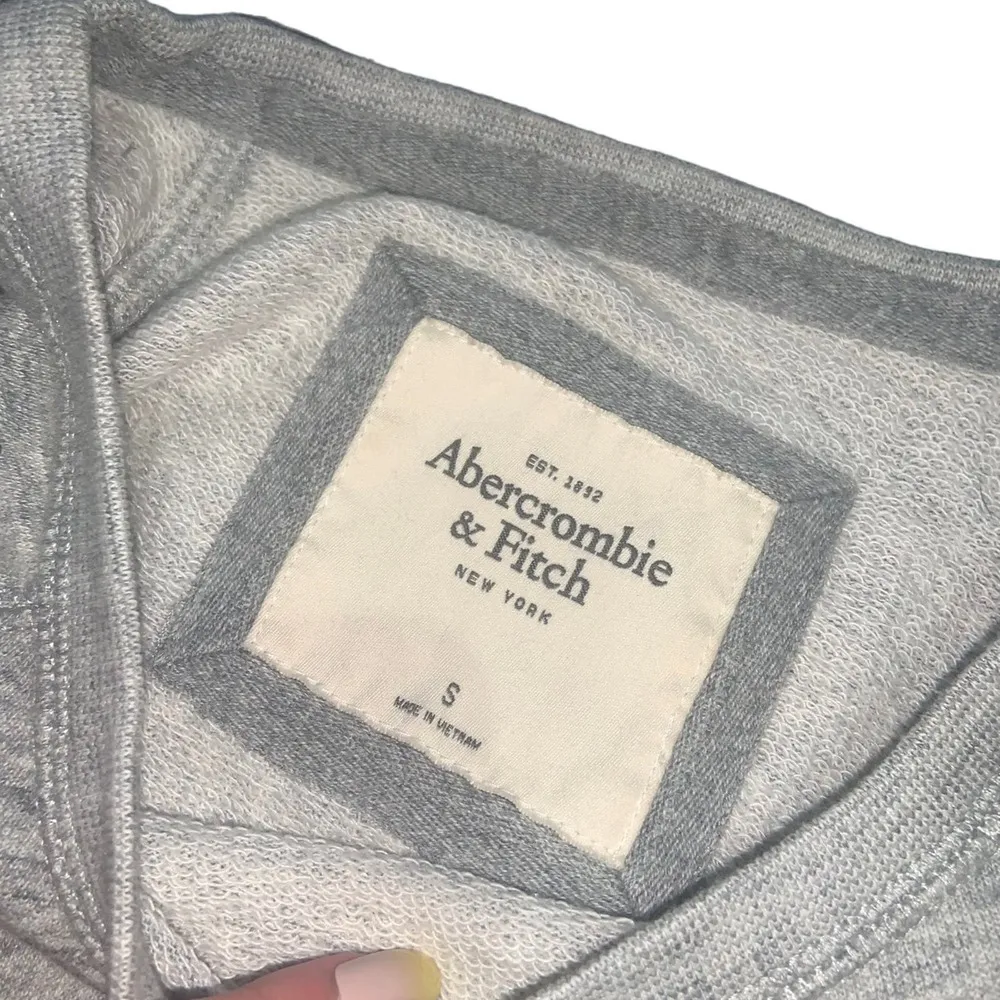 EST. 1892
Abercrombie
& Fitch
NEW YORK
S
MADE IN VIETNAM